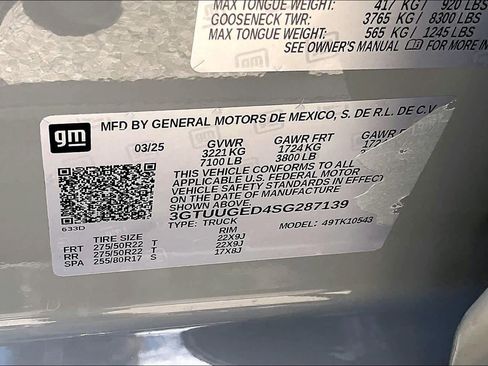 MAX TONGUE WEIGHT: 417 KG / 920 LBS
GOOSENECK TWR: 3765 KG / 8300 LBS
MAX TONGUE WEIGHT: 565 KG / 1245 LBS
SEE OWNER'S MANUAL FOR MORE IN
gm
MFD BY GENERAL MOTORS DE MEXICO, S. DE R.L. DE C.V.
03/25 GVWR GAWR FRT GAWR
3221 KG 1724 KG
7100 LB 3800 LB
THIS VEHICLE CONFORMS TO ALL
APPLICABLE U.S. FEDERAL MOTOR
VEHICLE SAFETY STANDARDS IN EFFECT
ON THE DATE OF MANUFACTURE
SHOWN ABOVE.
633D
3GTUUGED4SG287139
TYPE: TRUCK MODEL: 49TK10543
TIRE SIZE RIM
FRT 275/50R22 T 22X9J
RR 275/50R22 T 22X9J
SPA 255/80R17 S 17X8J